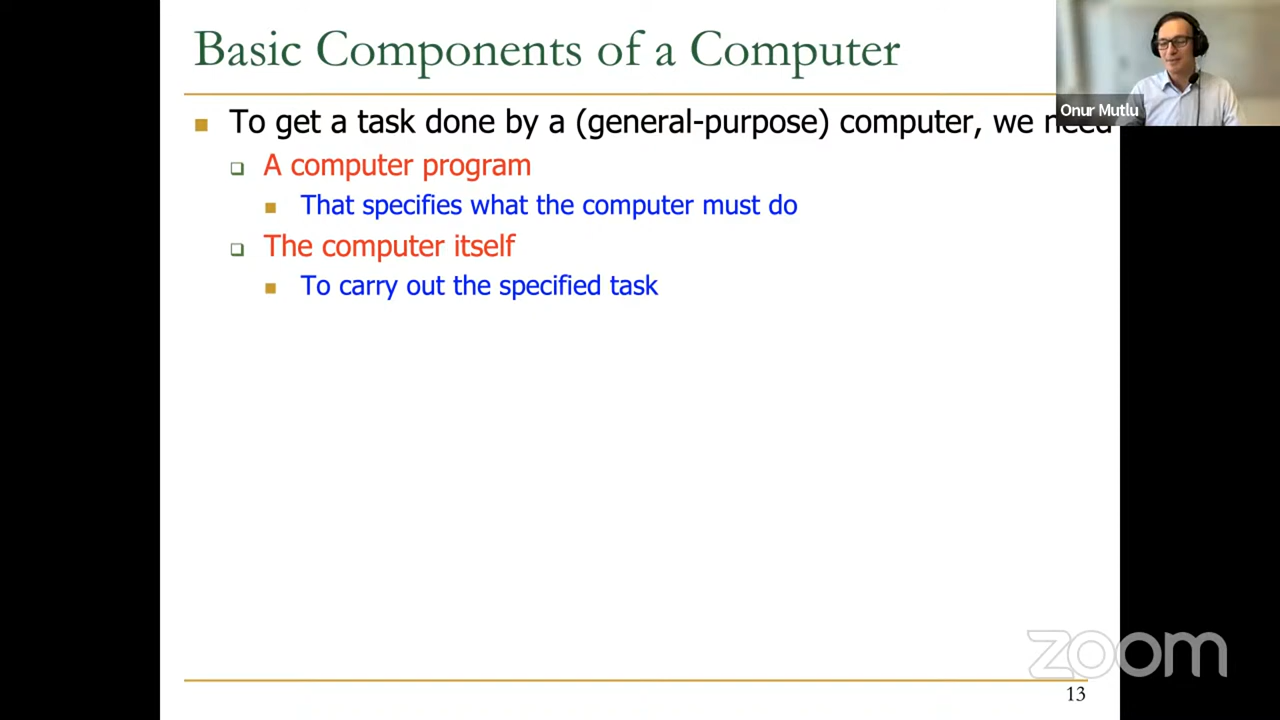 Basic Components of a Computer
Onur Mutlu
To get a task done by a (general-purpose) computer, we need
A computer program
That specifies what the computer must do
The computer itself
To carry out the specified task
zoom
13